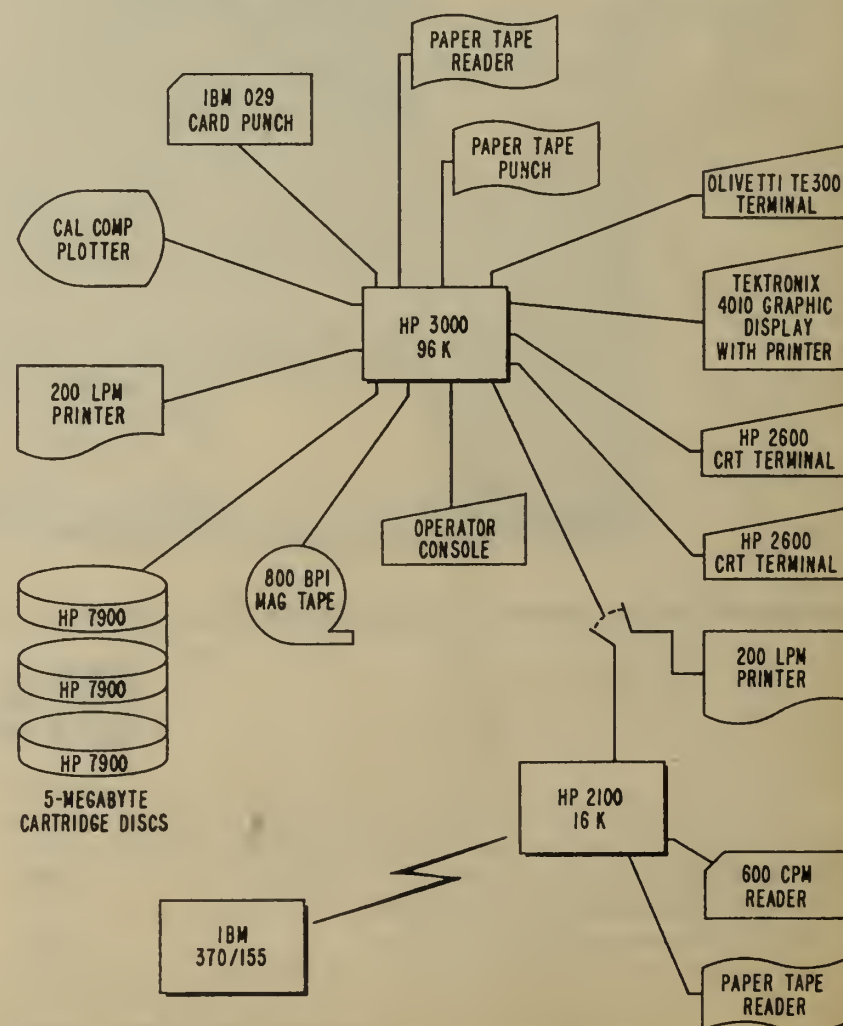 PAPER TAPE
READER
IBM 029
CARD PUNCH
PAPER TAPE
PUNCH
OLIVETTI TE300
TERMINAL
CAL COMP
PLOTTER
TEKTRONIX
4010 GRAPHIC
DISPLAY
WITH PRINTER
HP 3000
96 K
200 LPM
PRINTER
HP 2600
CRT TERMINAL
OPERATOR
CONSOLE
HP 2600
CRT TERMINAL
800 BPI
MAG TAPE
HP 7900
HP 7900
HP 7900
5-MEGABYTE
CARTRIDGE DISCS
200 LPM
PRINTER
HP 2100
16 K
600 CPM
READER
IBM
370/155
PAPER TAPE
READER